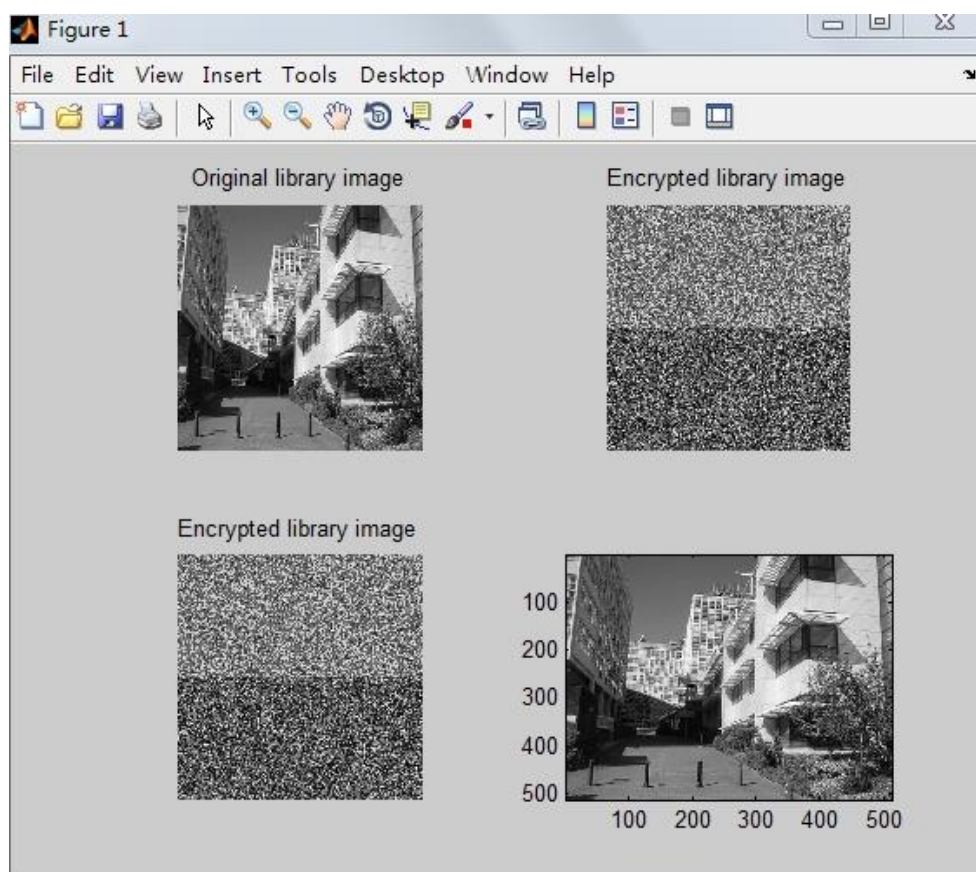 Figure 1
File Edit View Insert Tools Desktop Window Help
Original library image
Encrypted library image
Encrypted library image
100
200
300
400
500
100 200 300 400 500